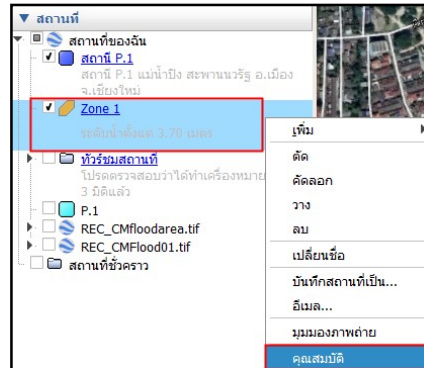 สถานที่
สถานที่ของฉัน
สถานี P.1
สถานี P.1 แม่น้ำปิง สะพานนวรัฐ อ.เมือง
จ.เชียงใหม่
Zone 1
ระดับน้ำตั้งแต่ 3.70 เมตร
ทัวร์ชมสถานที่
โปรดตรวจสอบว่าได้ทำเครื่องหมาย
3 มิติแล้ว
P.1
REC_CMfloodarea.tif
REC_CMFlood01.tif
สถานที่ชั่วคราว
เพิ่ม
ตัด
คัดลอก
วาง
ลบ
เปลี่ยนชื่อ
บันทึกสถานที่เป็น...
อีเมล...
มุมมองภาพถ่าย
คุณสมบัติ